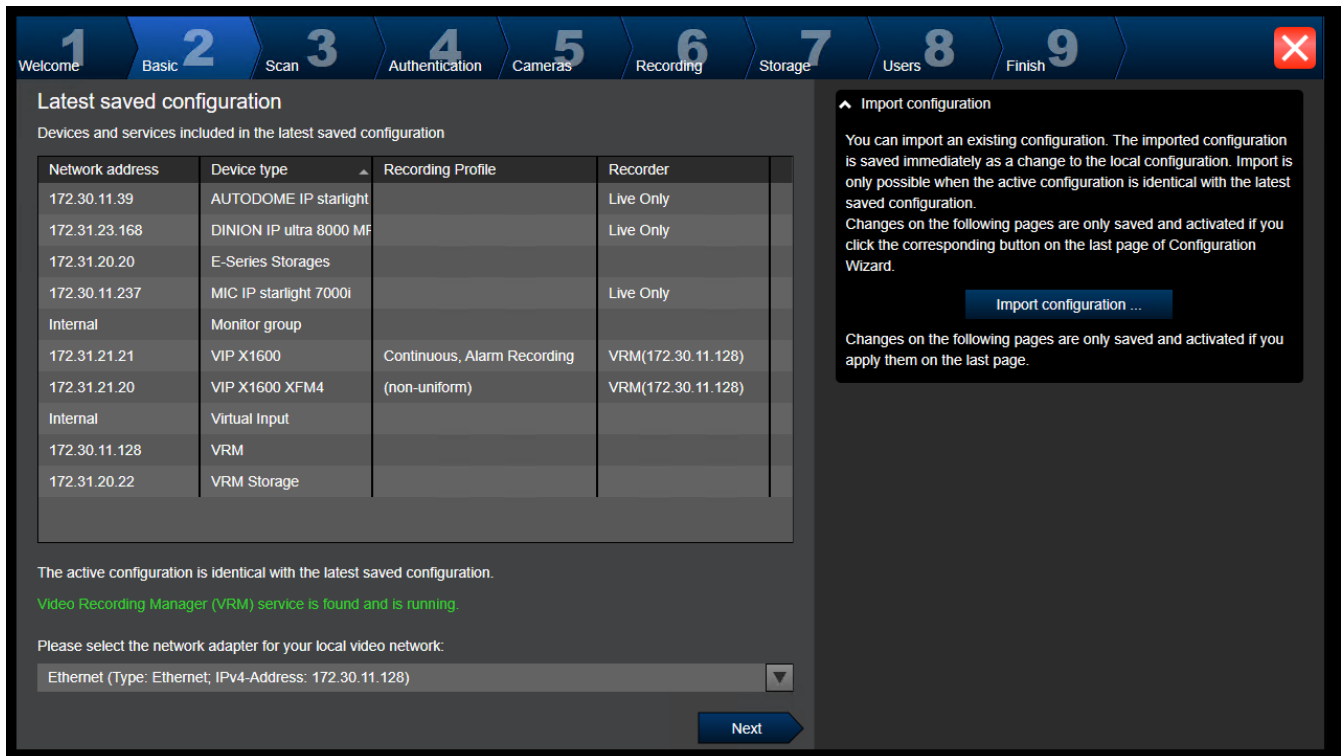 1 2 3 4 5 6 7 8 9
Welcome Basic Scan Authentication Cameras Recording Storage Users Finish
Latest saved configuration
Devices and services included in the latest saved configuration
Network address Device type Recording Profile Recorder
172.30.11.39 AUTODOME IP starlight Live Only
172.31.23.168 DINION IP ultra 8000 MP Live Only
172.31.20.20 E-Series Storages
172.30.11.237 MIC IP starlight 7000i Live Only
Internal Monitor group
172.31.21.21 VIP X1600 Continuous, Alarm Recording VRM(172.30.11.128)
172.31.21.20 VIP X1600 XFM4 (non-uniform) VRM(172.30.11.128)
Internal Virtual Input
172.30.11.128 VRM
172.31.20.22 VRM Storage
The active configuration is identical with the latest saved configuration.
Video Recording Manager (VRM) service is found and is running.
Please select the network adapter for your local video network:
Ethernet (Type: Ethernet; IPv4-Address: 172.30.11.128)
Next
Import configuration
You can import an existing configuration. The imported configuration
is saved immediately as a change to the local configuration. Import is
only possible when the active configuration is identical with the latest
saved configuration.
Changes on the following pages are only saved and activated if you
click the corresponding button on the last page of Configuration
Wizard.
Import configuration ...
Changes on the following pages are only saved and activated if you
apply them on the last page.